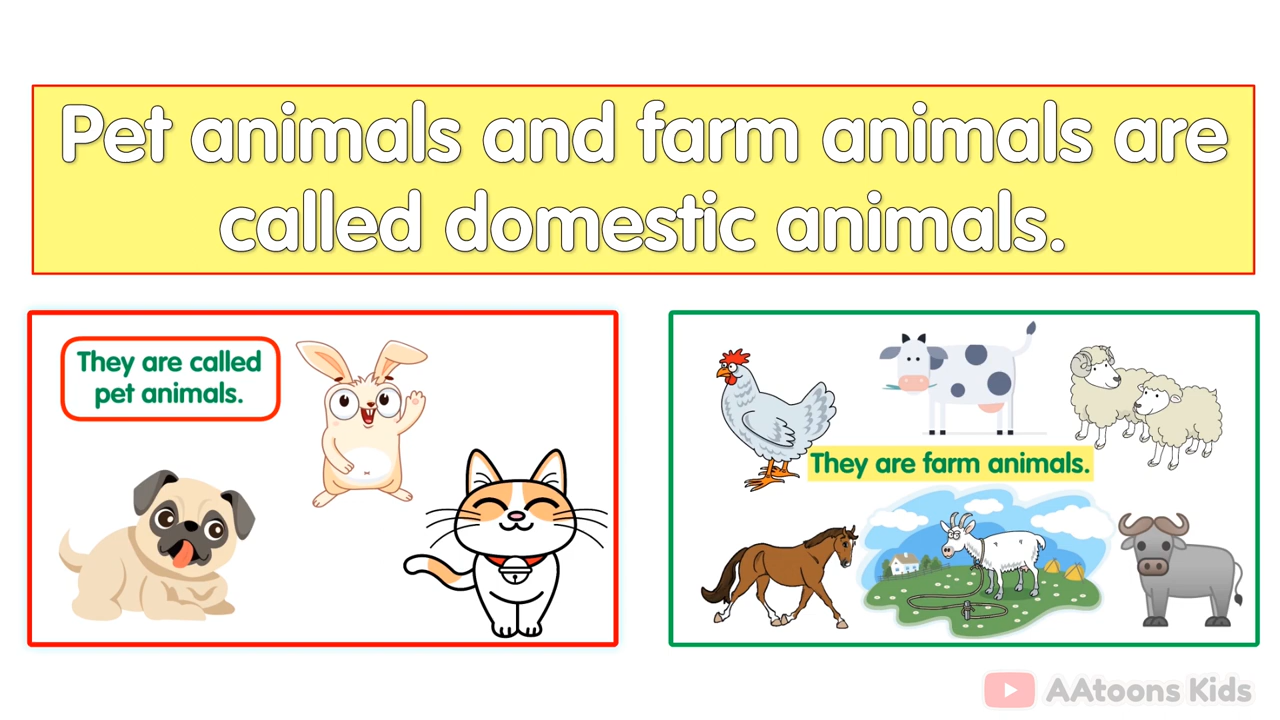 Pet animals and farm animals are
called domestic animals.
They are called
pet animals.
They are farm animals.
AAtoons Kids